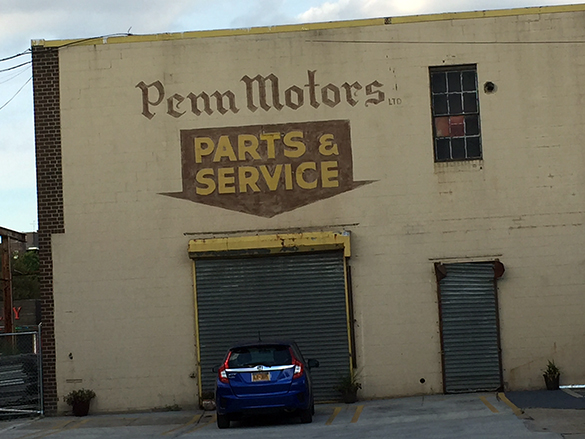 Penn Motors LTD
PARTS &
SERVICE
Y